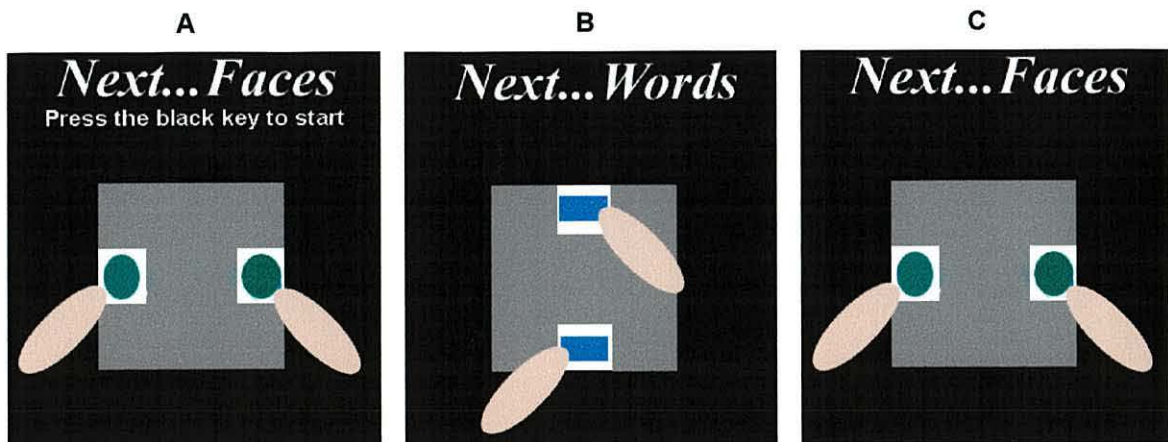 A
B
C
Next...Faces
Press the black key to start
Next...Words
Next...Faces